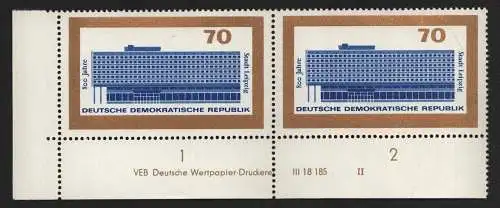 70
800 Jahre
Stadt Leipzig
DEUTSCHE DEMOKRATISCHE REPUBLIK
70
800 Jahre
Stadt Leipzig
DEUTSCHE DEMOKRATISCHE REPUBLIK
1
2
VEB Deutsche Wertpapier-Druckere III 18 185 II